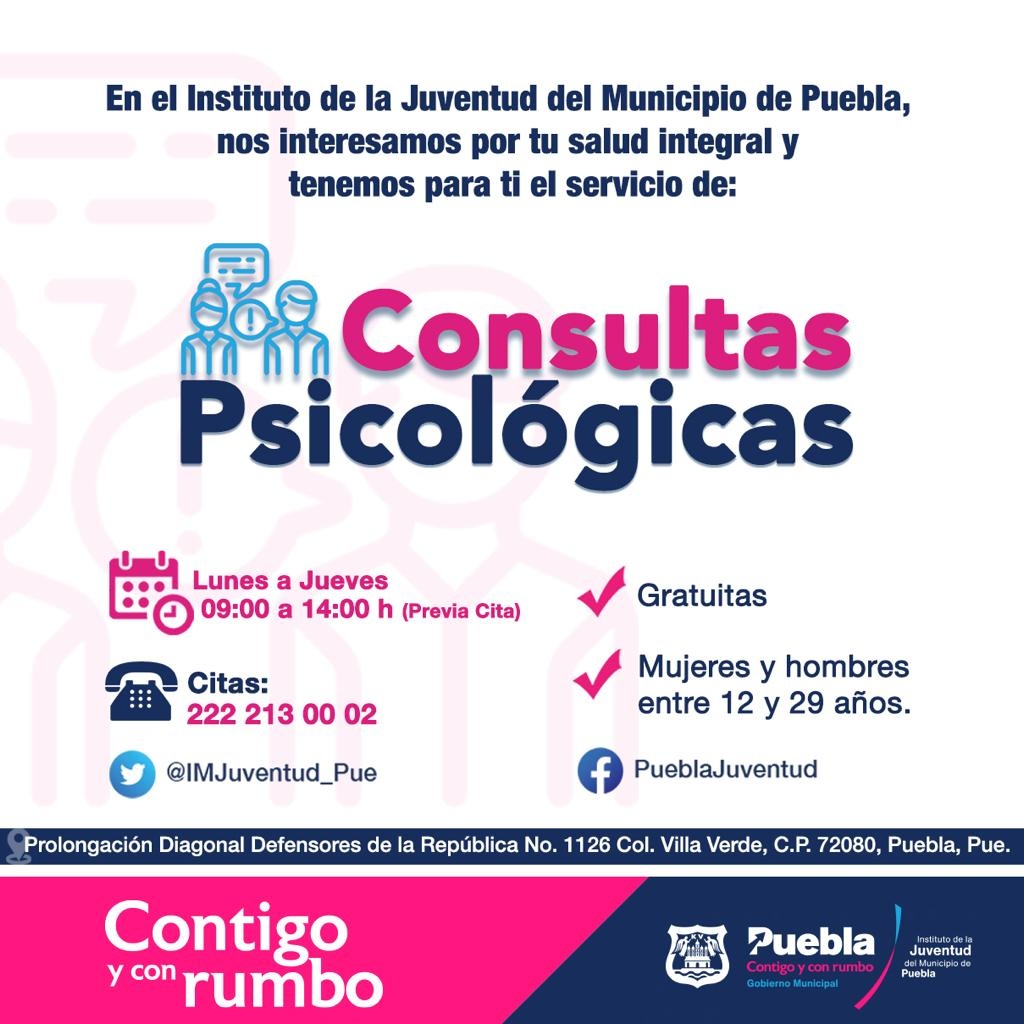 En el Instituto de la Juventud del Municipio de Puebla,
nos interesamos por tu salud integral y
tenemos para ti el servicio de:
Consultas
Psicológicas
Lunes a Jueves
09:00 a 14:00 h (Previa Cita)
Gratuitas
Citas:
222 213 00 02
Mujeres y hombres
entre 12 y 29 años.
@IMJuventud_Pue
PueblaJuventud
Prolongación Diagonal Defensores de la República No. 1126 Col. Villa Verde, C.P. 72080, Puebla, Pue.
Contigo
y con rumbo
Puebla
Contigo y con rumbo
Gobierno Municipal
Instituto de la
Juventud
del Municipio de
Puebla